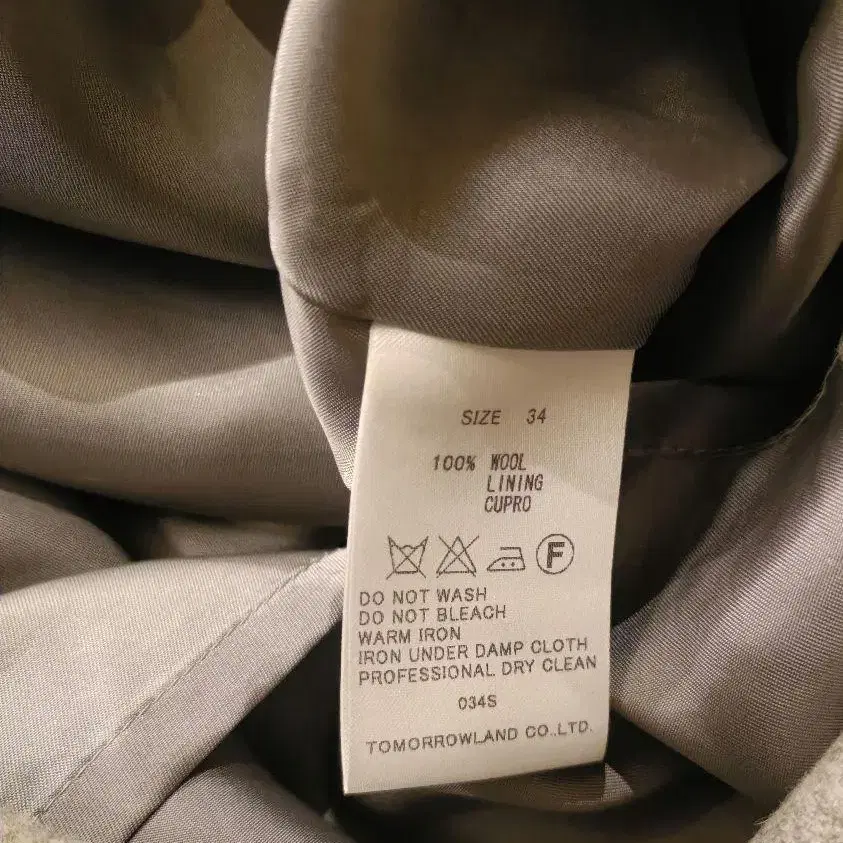 SIZE 34
100% WOOL
LINING
CUPRO
F
DO NOT WASH
DO NOT BLEACH
WARM IRON
IRON UNDER DAMP CLOTH
PROFESSIONAL DRY CLEAN
034S
TOMORROWLAND CO.,LTD.